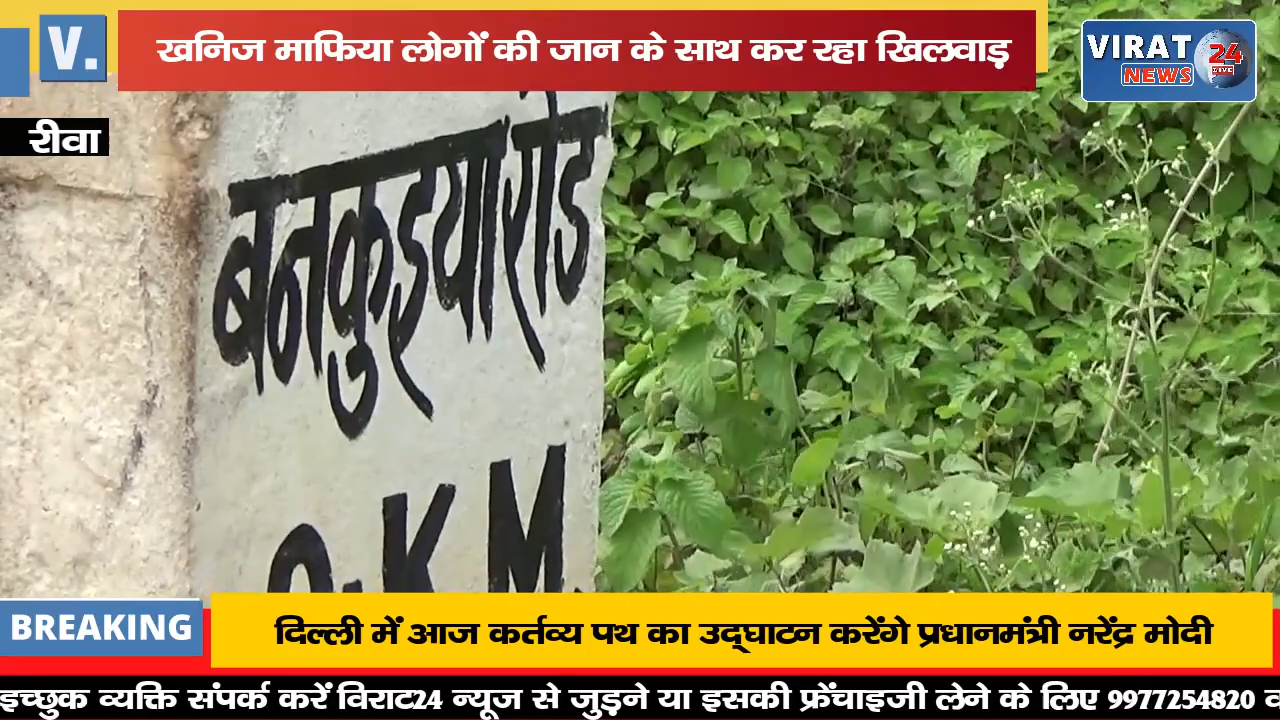 V.
खनिज माफिया लोगों की जान के साथ कर रहा खिलवाड़
VIRAT 24
NEWS LIVE
रीवा
बनकुइया रोड
K.M.
BREAKING
दिल्ली में आज कर्तव्य पथ का उद्घाटन करेंगे प्रधानमंत्री नरेंद्र मोदी
इच्छुक व्यक्ति संपर्क करें विराट24 न्यूज से जुड़ने या इसकी फ्रेंचाइजी लेने के लिए 9977254820